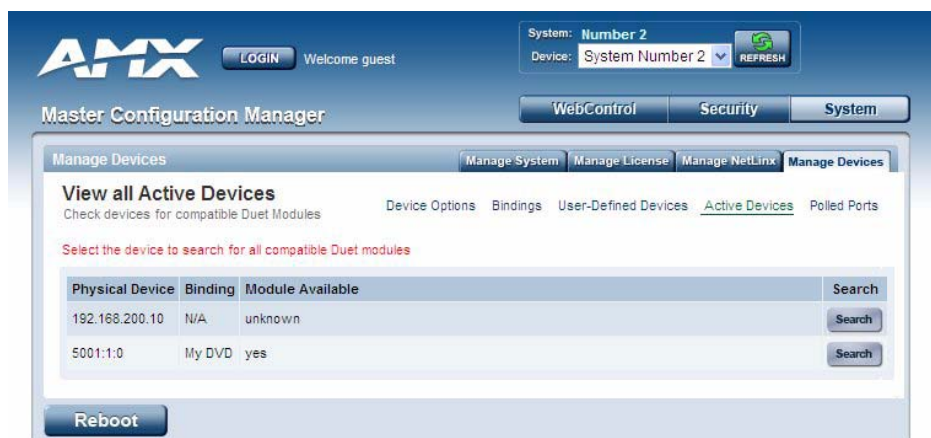 AMX LOGIN Welcome guest
System: Number 2
Device: System Number 2 REFRESH
Master Configuration Manager
WebControl Security System
Manage Devices
Manage System Manage License Manage NetLinx Manage Devices
View all Active Devices
Check devices for compatible Duet Modules
Device Options Bindings User-Defined Devices Active Devices Polled Ports
Select the device to search for all compatible Duet modules
Physical Device Binding Module Available Search
192.168.200.10 N/A unknown Search
5001:1:0 My DVD yes Search
Reboot